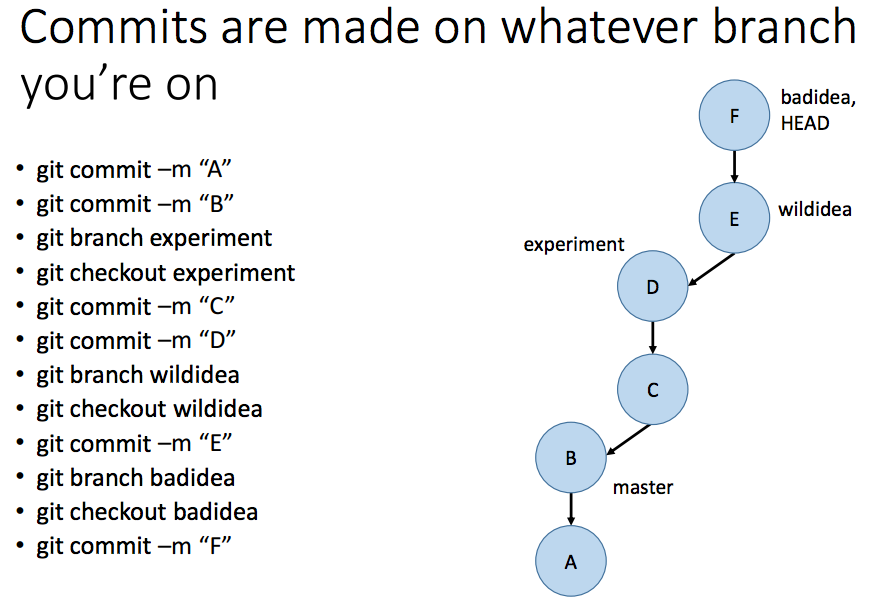 Commits are made on whatever branch
you’re on
• git commit –m “A”
• git commit –m “B”
• git branch experiment
• git checkout experiment
• git commit –m “C”
• git commit –m “D”
• git branch wildidea
• git checkout wildidea
• git commit –m “E”
• git branch badidea
• git checkout badidea
• git commit –m “F”
F
badidea,
HEAD
E
wildidea
experiment
D
C
B
master
A